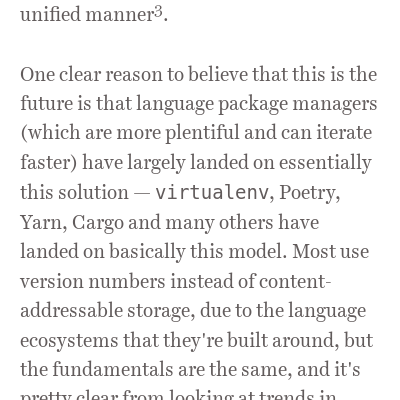 unified manner3.
One clear reason to believe that this is the
future is that language package managers
(which are more plentiful and can iterate
faster) have largely landed on essentially
this solution — virtualenv, Poetry,
Yarn, Cargo and many others have
landed on basically this model. Most use
version numbers instead of content-
addressable storage, due to the language
ecosystems that they're built around, but
the fundamentals are the same, and it's
pretty clear from looking at trends in